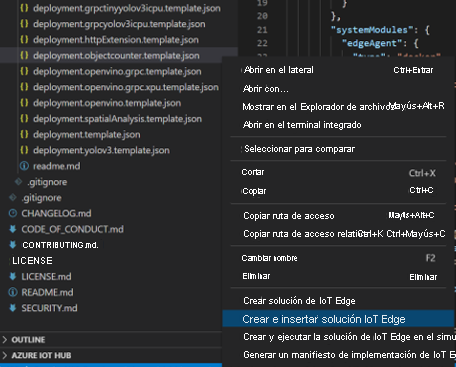 deployment.grpctinyyolov3icpu.template.json
deployment.grpcyolov3icpu.template.json
deployment.httpExtension.template.json
deployment.objectcounter.template.json
deployment.openvino.grpc.template.json
deployment.openvino.grpc.xpu.template.json
deployment.openvino.template.json
deployment.spatialAnalysis.template.json
deployment.template.json
deployment.yolov3.template.json
readme.md
.gitignore
.gitignore
CHANGELOG.md
CODE_OF_CONDUCT.md
CONTRIBUTING.md.
LICENSE
LICENSE.md
README.md
SECURITY.md
OUTLINE
AZURE IOT HUB
19 }
20 },
21 "systemModules": {
22 "edgeAgent": {
Abrir en el lateral Ctrl+Entrar
Abrir con...
Mostrar en el Explorador de archivos Mayús+Alt+R
Abrir en el terminal integrado
Seleccionar para comparar
Cortar Ctrl+X
Copiar Ctrl+C
Copiar ruta de acceso Mayús+Alt+C
Copiar ruta de acceso relativa Ctrl+K Ctrl+Mayús+C
Cambiar nombre F2
Eliminar Eliminar
Crear solución de IoT Edge
Crear e insertar solución IoT Edge
Crear y ejecutar la solución de IoT Edge en el simu
Generar un manifiesto de implementación de IoT E